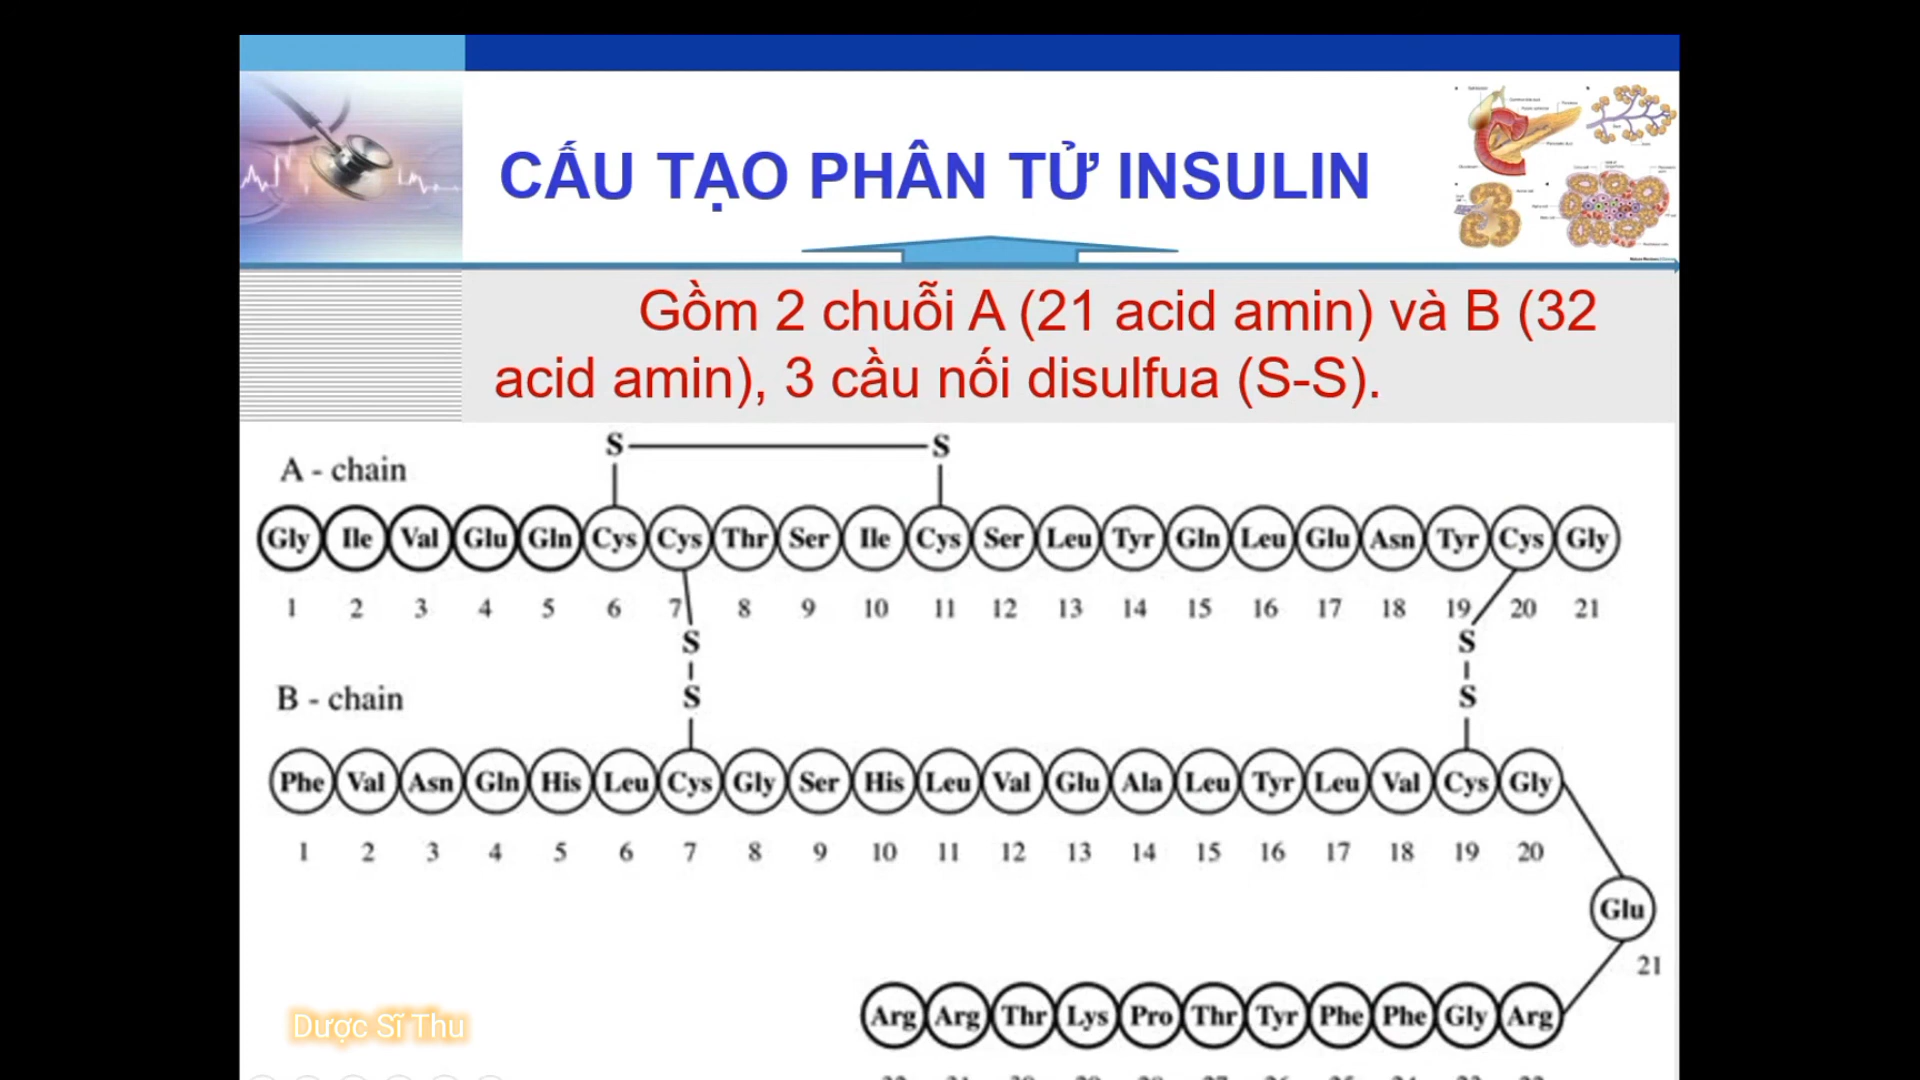 CẤU TẠO PHÂN TỬ INSULIN
Gồm 2 chuỗi A (21 acid amin) và B (32
acid amin), 3 cầu nối disulfua (S-S).
S S
A - chain
Gly Ile Val Glu Gln Cys Cys Thr Ser Ile Cys Ser Leu Tyr Gln Leu Glu Asn Tyr Cys Gly
1 2 3 4 5 6 7 8 9 10 11 12 13 14 15 16 17 18 19 20 21
S S
B - chain S S
Phe Val Asn Gln His Leu Cys Gly Ser His Leu Val Glu Ala Leu Tyr Leu Val Cys Gly
1 2 3 4 5 6 7 8 9 10 11 12 13 14 15 16 17 18 19 20
Glu
21
Arg Arg Thr Lys Pro Thr Tyr Phe Phe Gly Arg
Dược Sĩ Thu